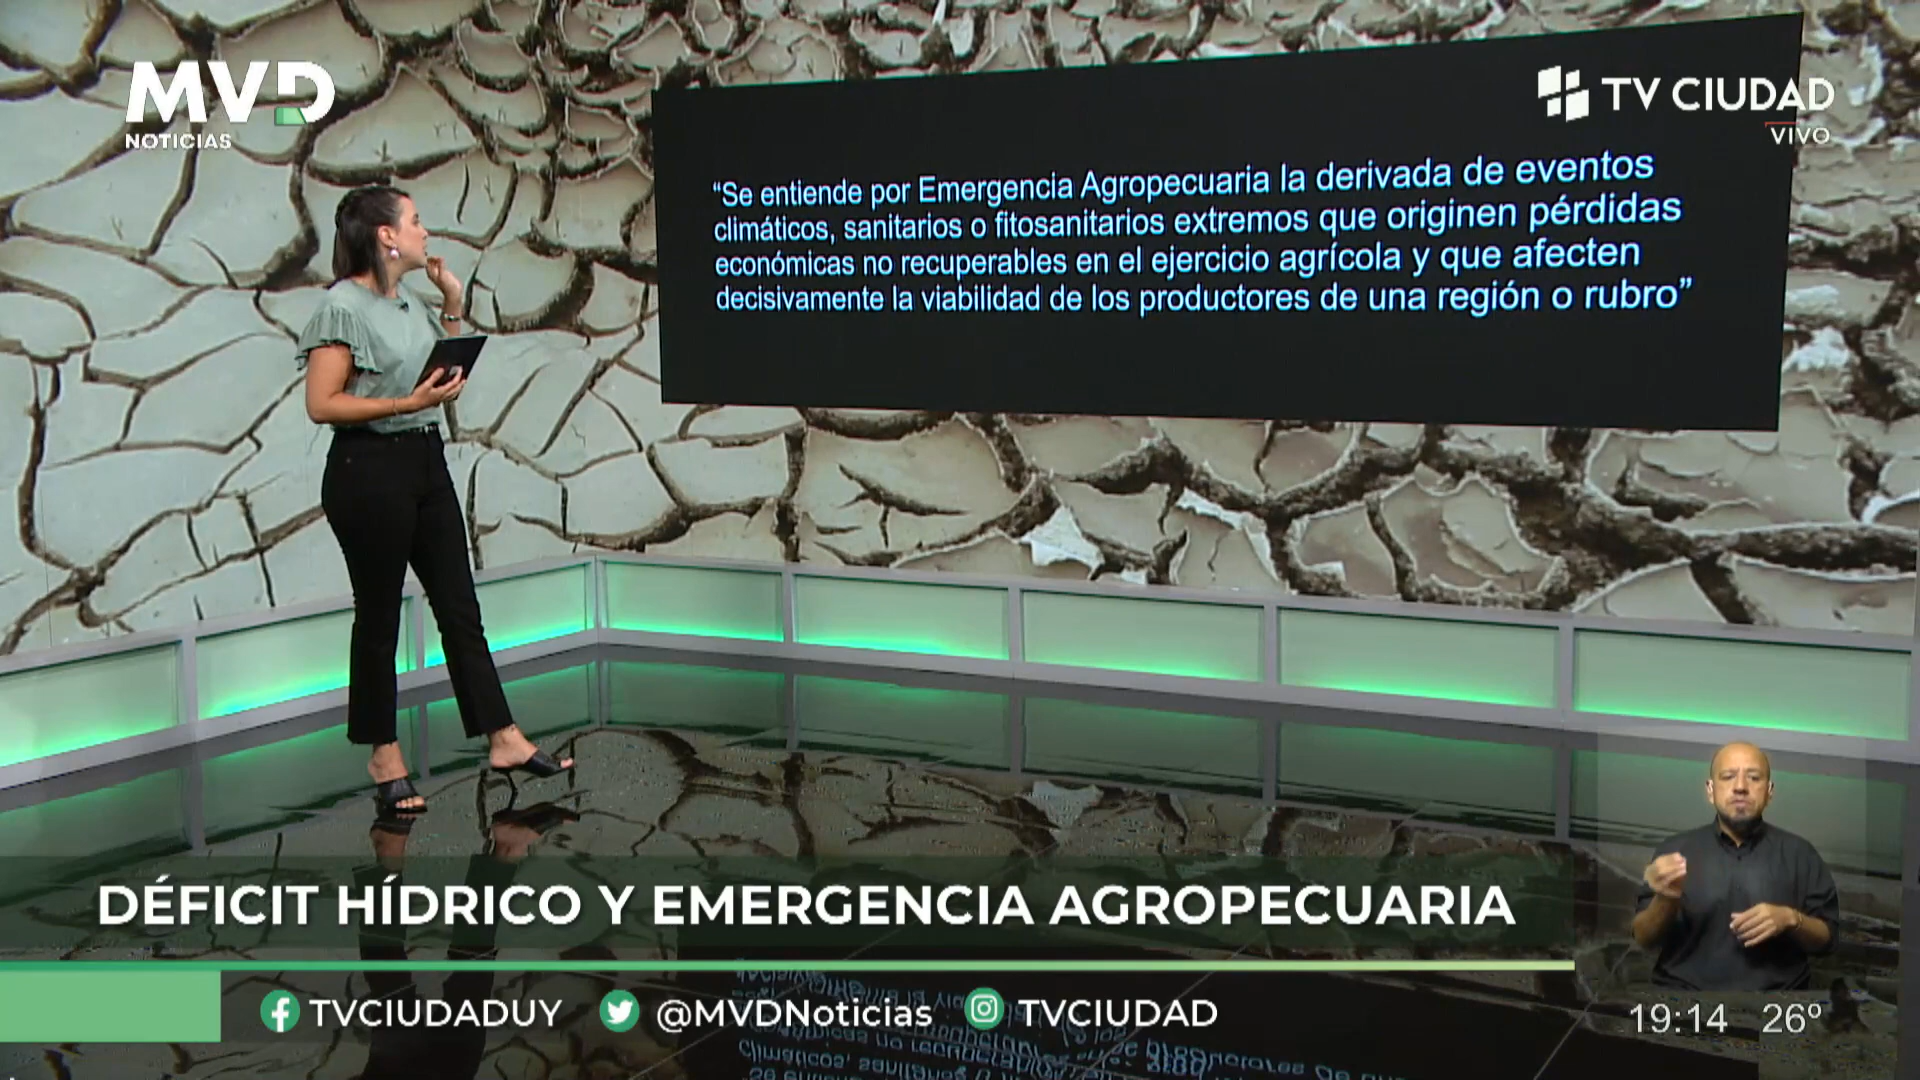 MVD
NOTICIAS
TV CIUDAD
VIVO
“Se entiende por Emergencia Agropecuaria la derivada de eventos
climáticos, sanitarios o fitosanitarios extremos que originen pérdidas
económicas no recuperables en el ejercicio agrícola y que afecten
decisivamente la viabilidad de los productores de una región o rubro”
DÉFICIT HÍDRICO Y EMERGENCIA AGROPECUARIA
TVCIUDADUY @MVDNoticias TVCIUDAD
19:14 26º